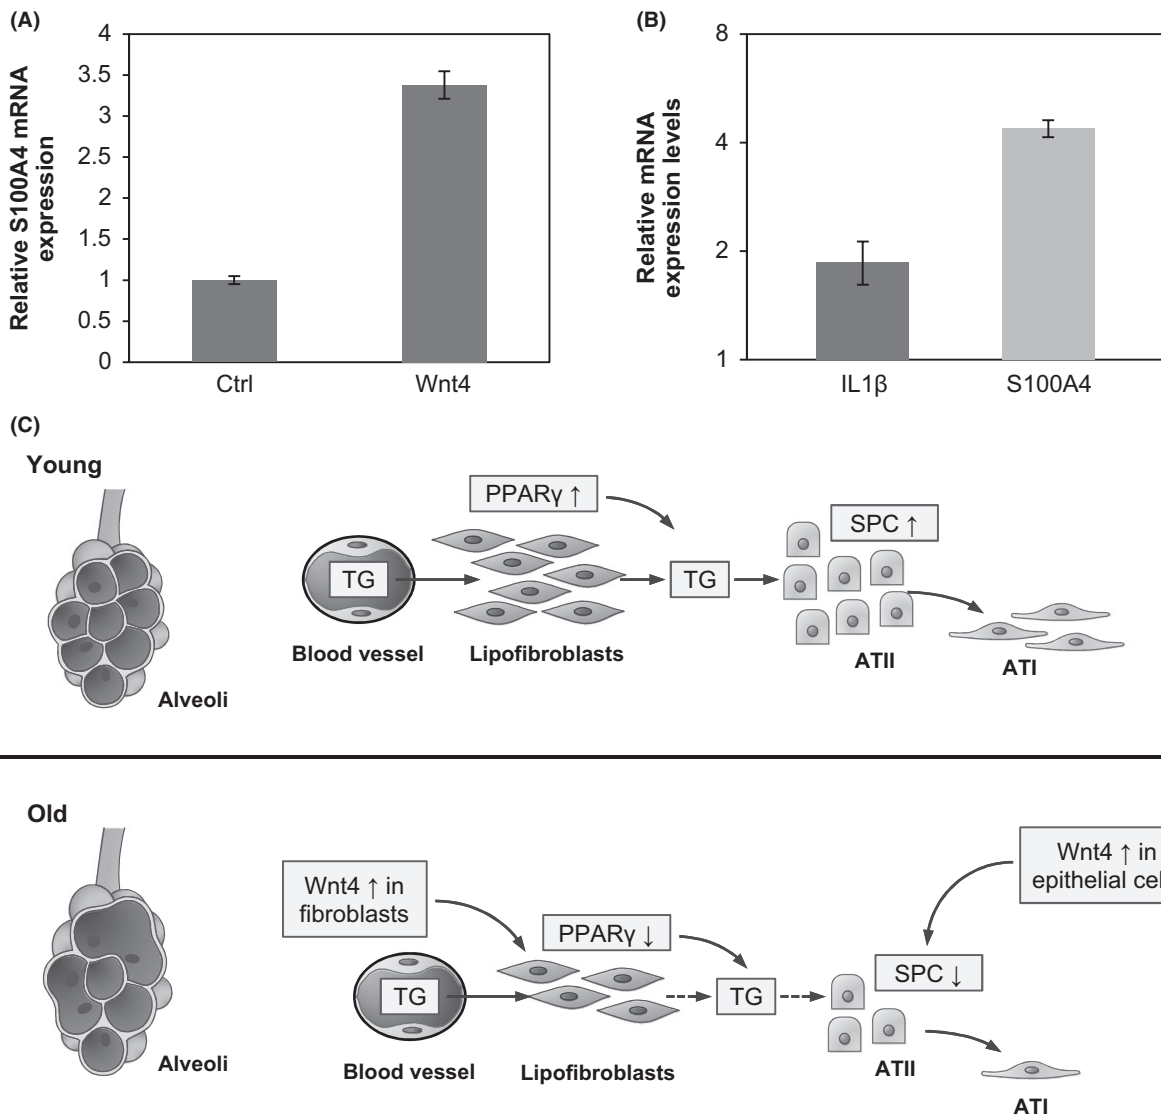 (A)
Relative S100A4 mRNA
expression
4
3.5
3
2.5
2
1.5
1
0.5
0
Ctrl
Wnt4
(B)
Relative mRNA
expression levels
8
4
2
1
IL1β
S100A4
(C)
Young
PPARγ ↑
SPC ↑
TG
TG
Blood vessel
Lipofibroblasts
ATII
ATI
Alveoli
Old
Wnt4 ↑ in
fibroblasts
Wnt4 ↑ in
epithelial cel
PPARγ ↓
SPC ↓
TG
TG
Alveoli
Blood vessel
Lipofibroblasts
ATII
ATI